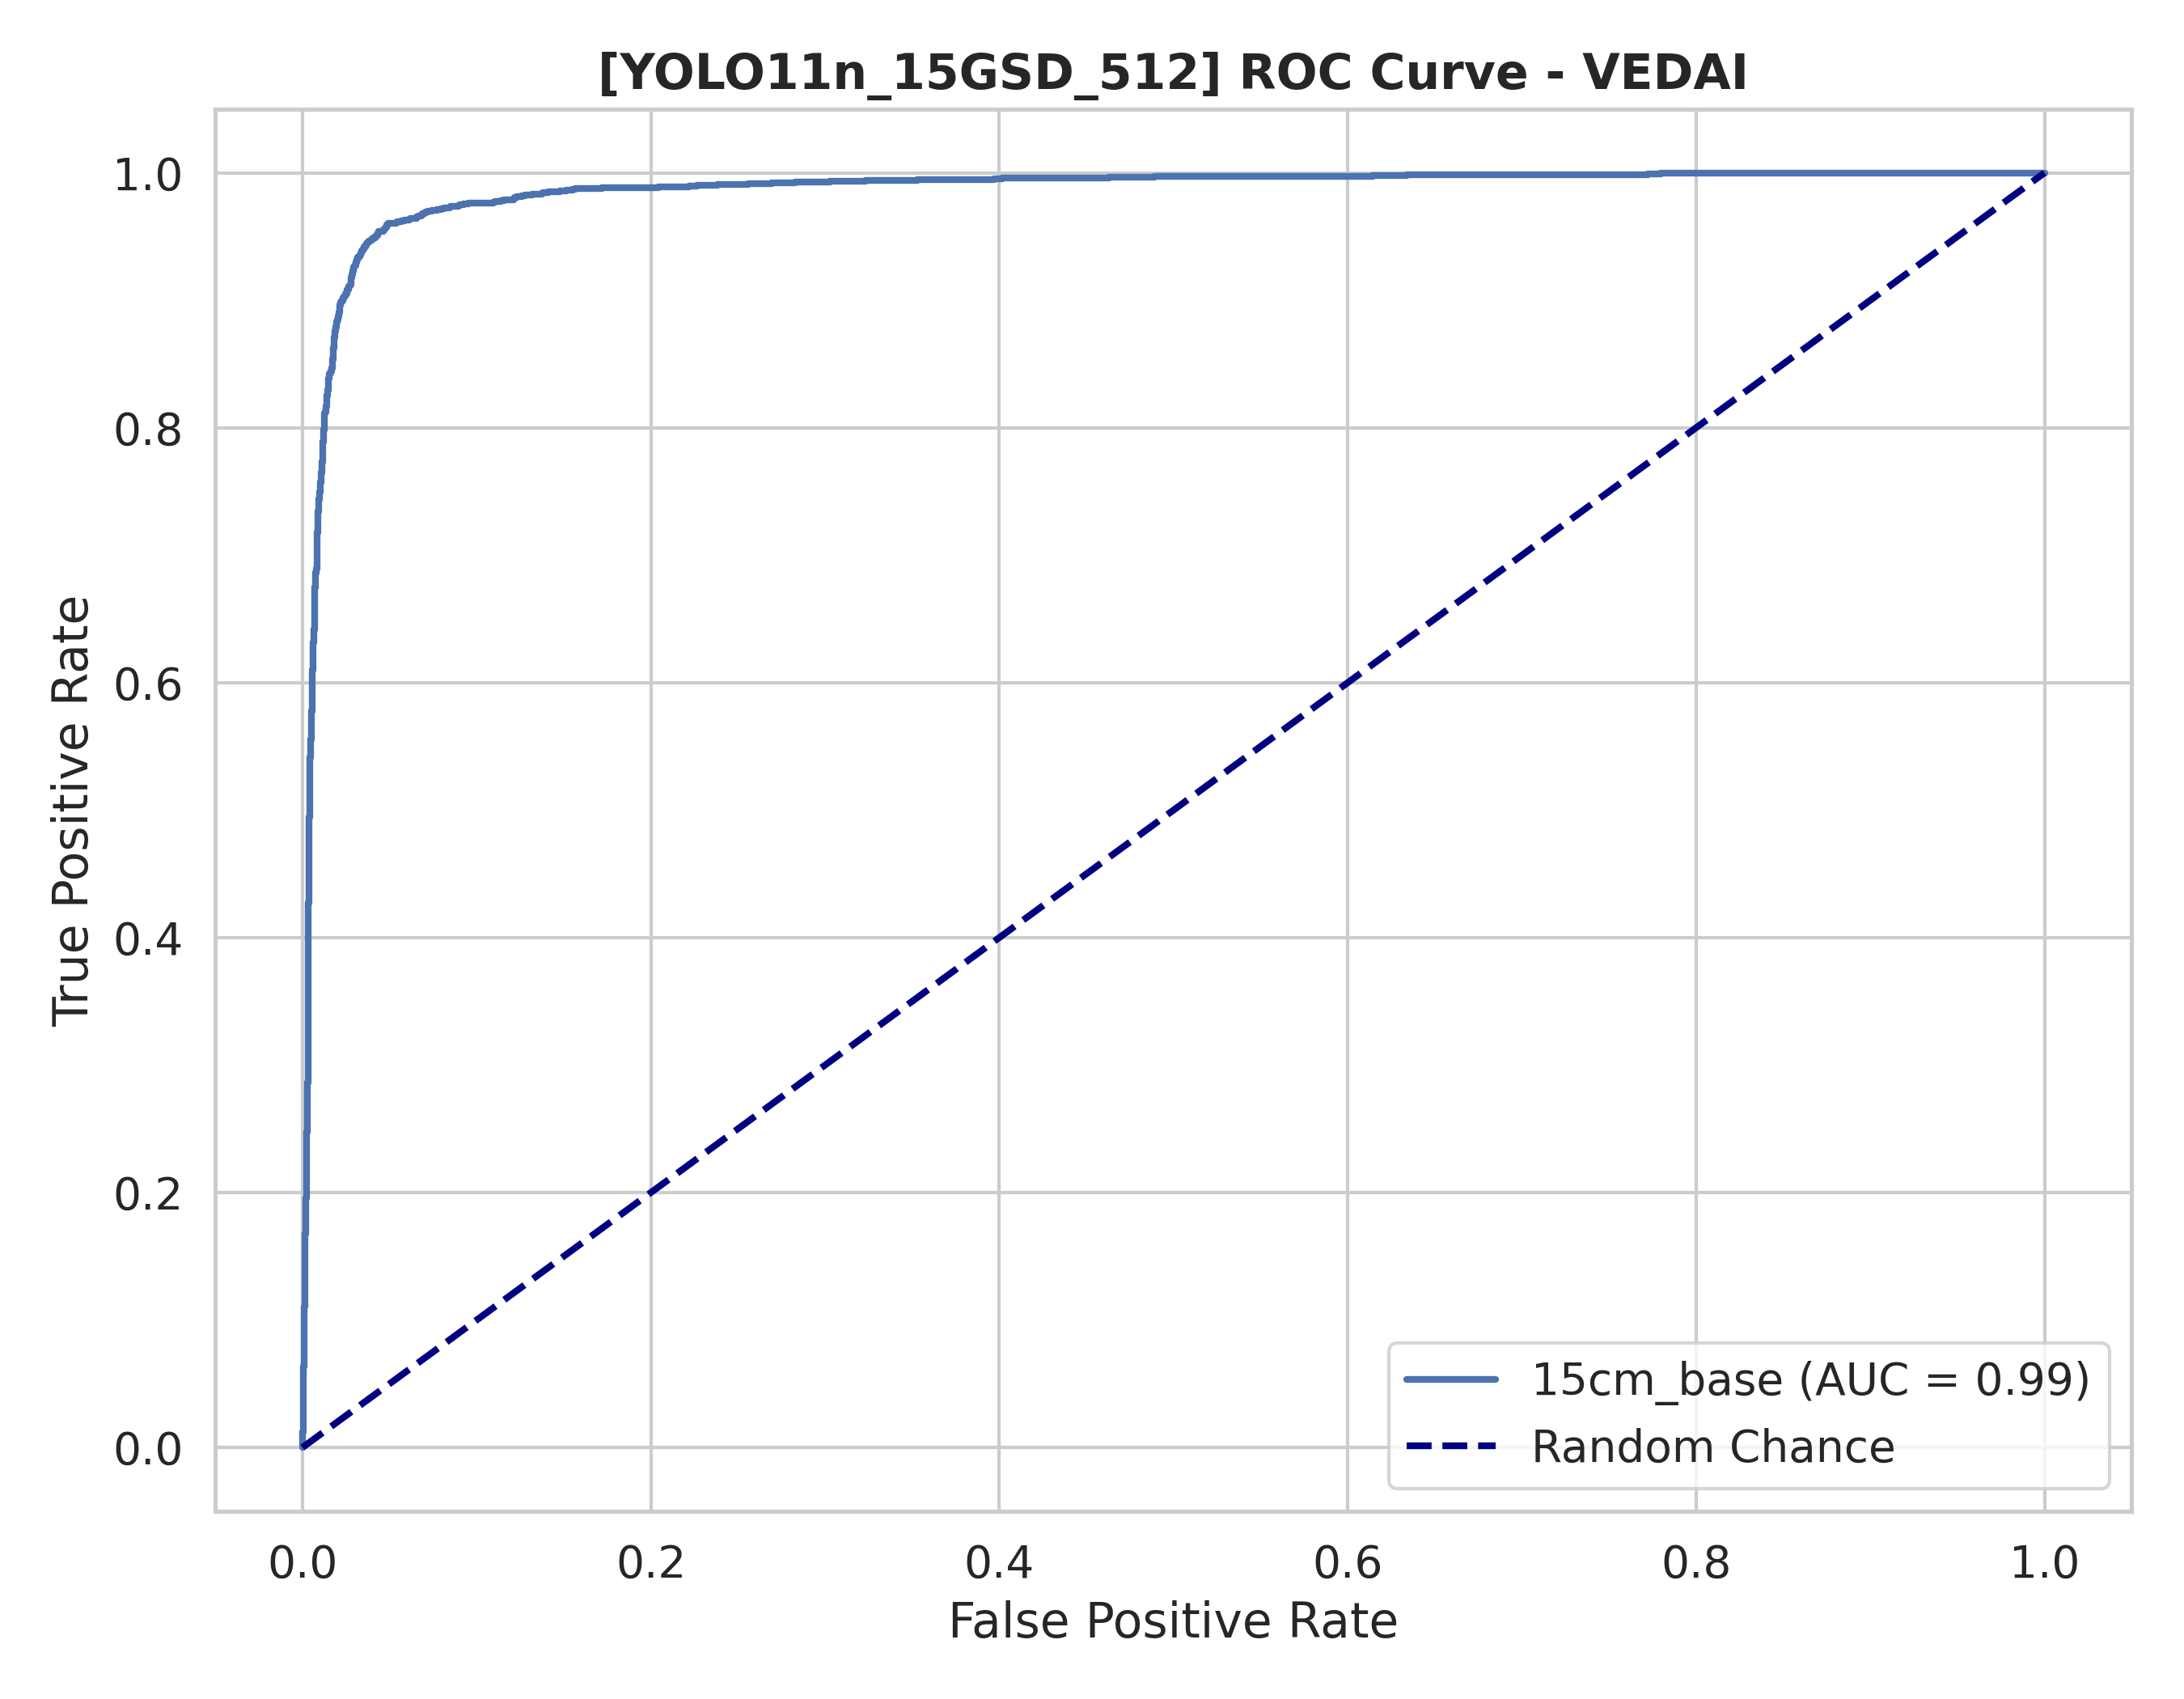 [YOLO11n_15GSD_512] ROC Curve - VEDAI
1.0
0.8
0.6
0.4
0.2
0.0
True Positive Rate
0.0 0.2 0.4 0.6 0.8 1.0
False Positive Rate
15cm_base (AUC = 0.99)
Random Chance